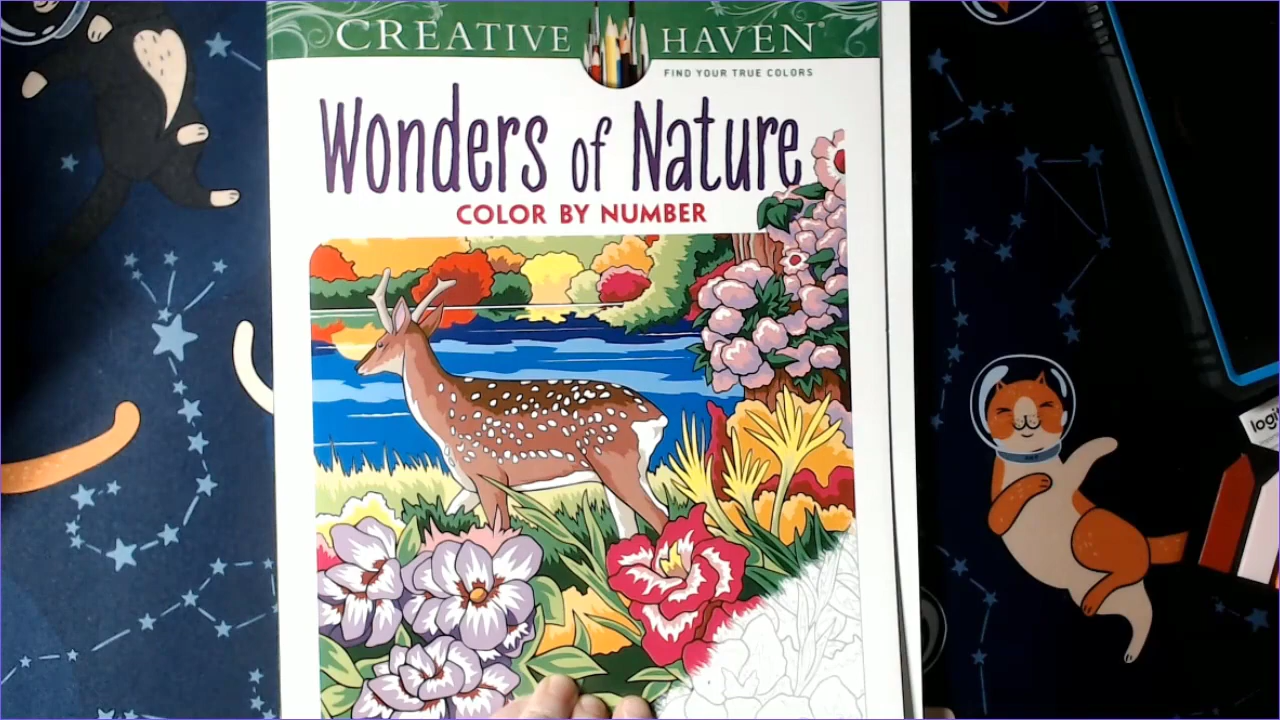 CREATIVE HAVEN®
FIND YOUR TRUE COLORS
Wonders of Nature
COLOR BY NUMBER
logi